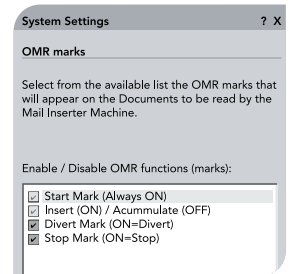 System Settings ? X
OMR marks
Select from the available list the OMR marks that
will appear on the Documents to be read by the
Mail Inserter Machine.
Enable / Disable OMR functions (marks):
Start Mark (Always ON)
Insert (ON) / Acummulate (OFF)
Divert Mark (ON=Divert)
Stop Mark (ON=Stop)